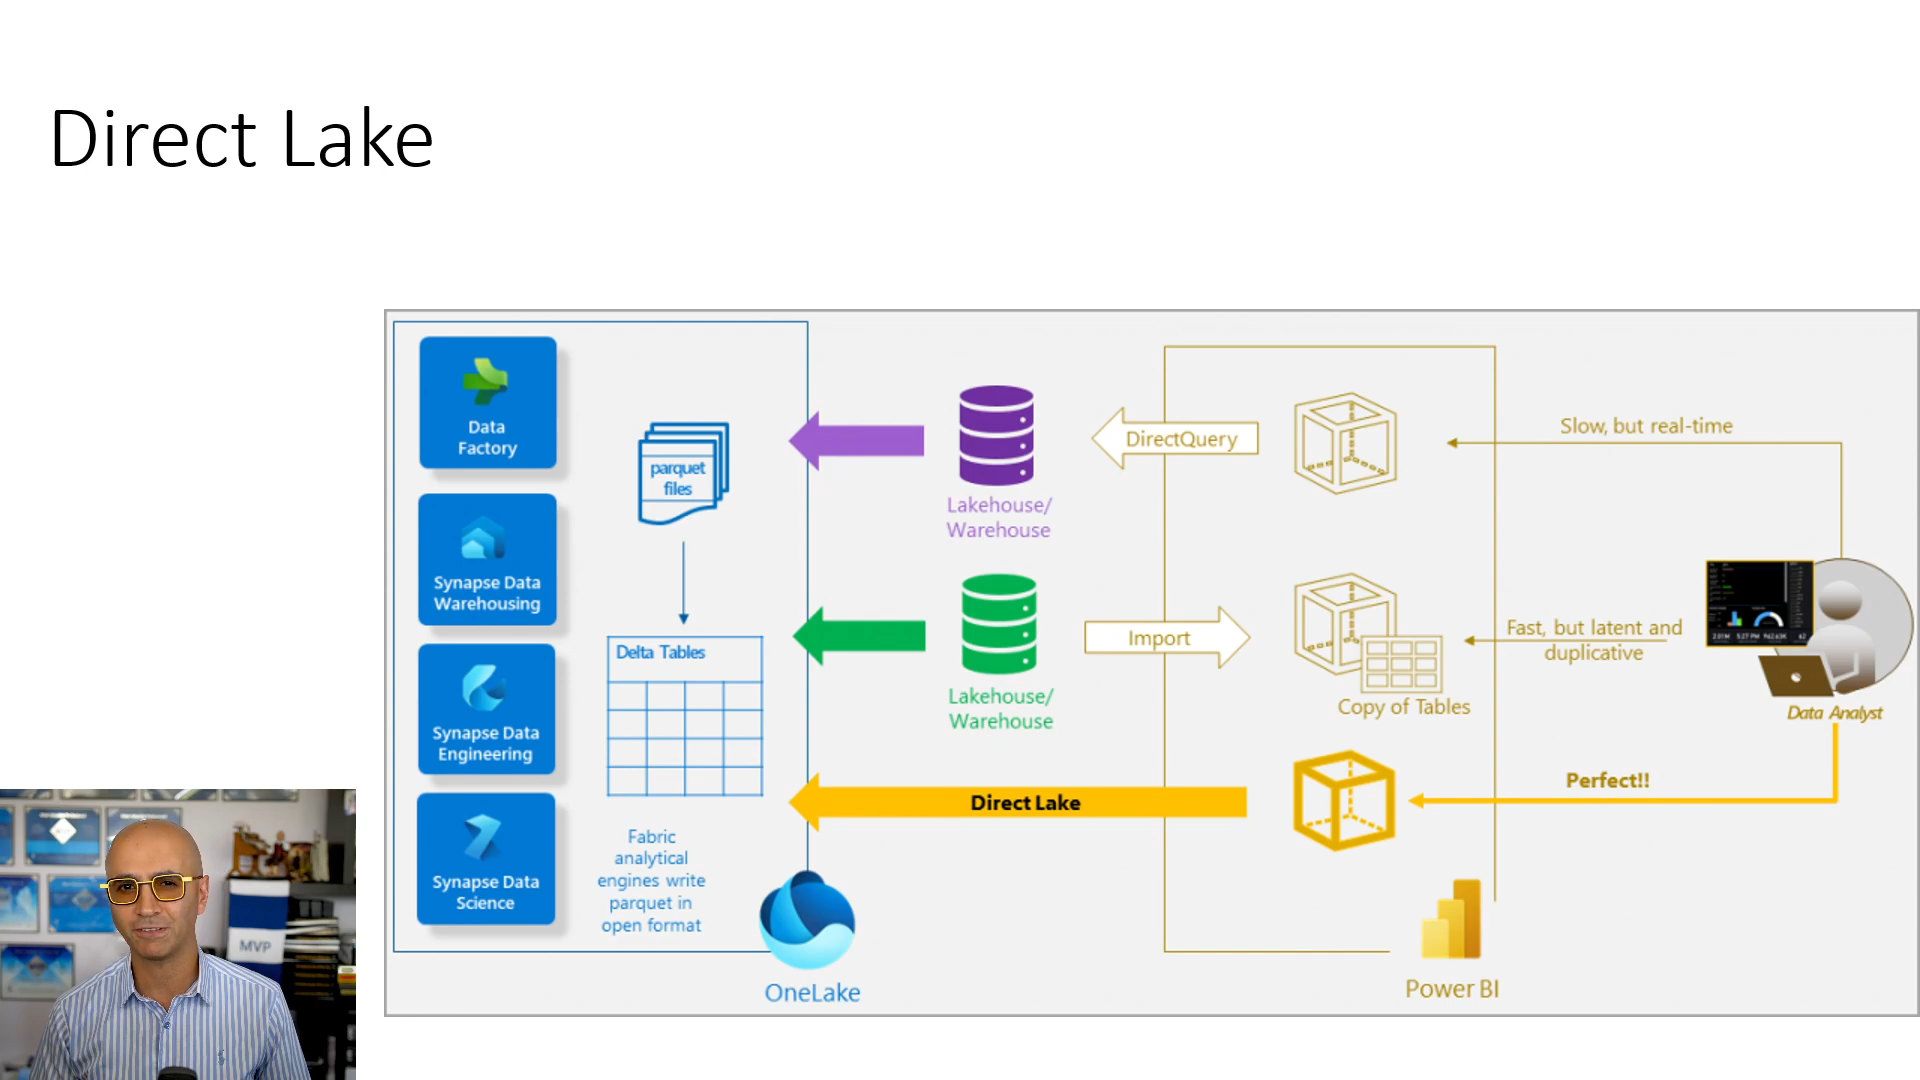 Direct Lake
Data
Factory
Synapse Data
Warehousing
Synapse Data
Engineering
Synapse Data
Science
parquet
files
Delta Tables
Fabric
analytical
engines write
parquet in
open format
OneLake
Lakehouse/
Warehouse
Lakehouse/
Warehouse
DirectQuery
Import
Direct Lake
Copy of Tables
Power BI
Slow, but real-time
Fast, but latent and
duplicative
Perfect!!
Data Analyst
MVP